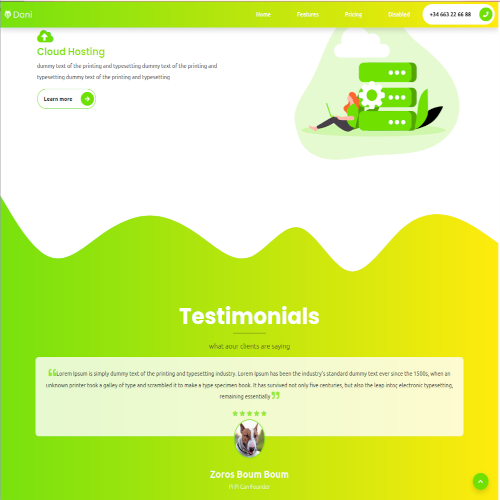 Doni
Home
Features
Pricing
Disabled
+34 663 22 66 88
Cloud Hosting
dummy text of the printing and typesetting dummy text of the printing and
typesetting dummy text of the printing and typesetting
Learn more
Testimonials
what aour clients are saying
Lorem Ipsum is simply dummy text of the printing and typesetting industry. Lorem Ipsum has been the industry's standard dummy text ever since the 1500s, when an
unknown printer took a galley of type and scrambled it to make a type specimen book. It has survived not only five centuries, but also the leap into; electronic typesetting,
remaining essentially
Zoros Boum Boum